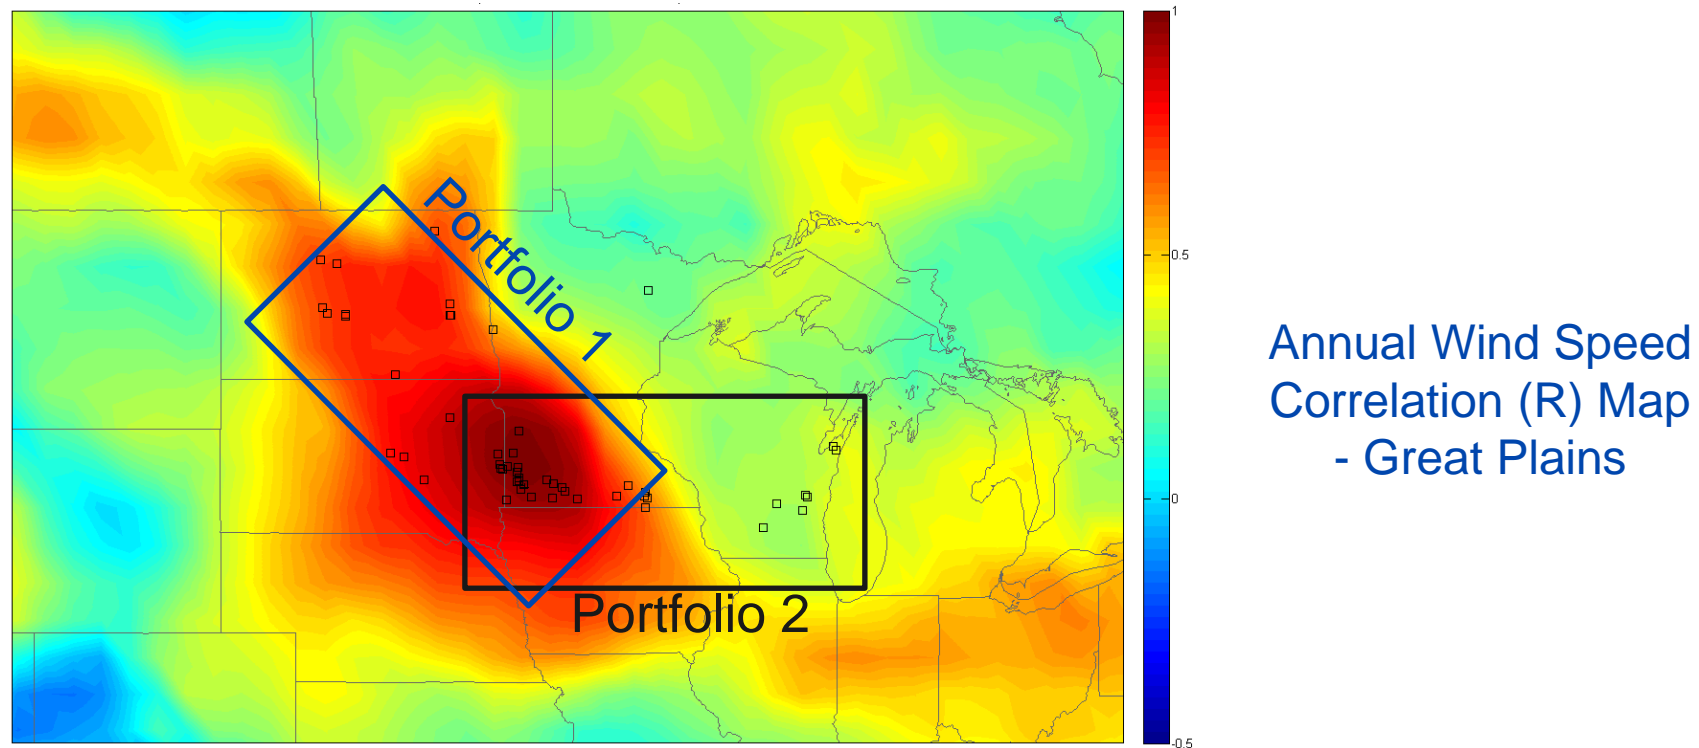 Portfolio 1
Portfolio 2
1
0.5
0
-0.5
Annual Wind Speed
Correlation (R) Map
- Great Plains